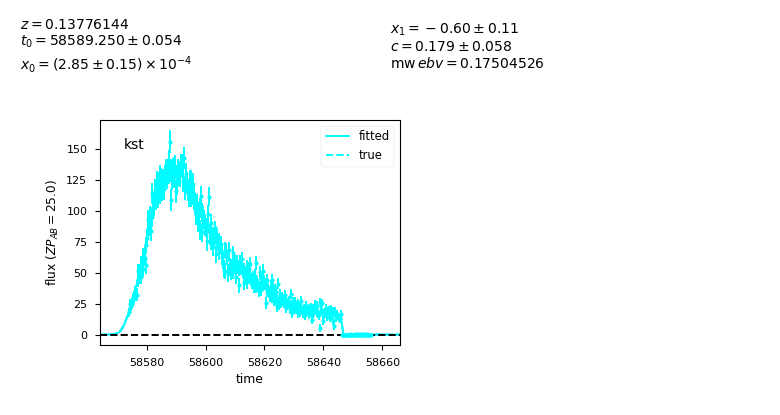 z = 0.13776144
t₀ = 58589.250 ± 0.054
x₀ = (2.85 ± 0.15) × 10⁻⁴
x₁ = −0.60 ± 0.11
c = 0.179 ± 0.058
mw ebv = 0.17504526
kst
fitted
true
flux (ZP_AB = 25.0)
150
125
100
75
50
25
0
58580 58600 58620 58640 58660
time